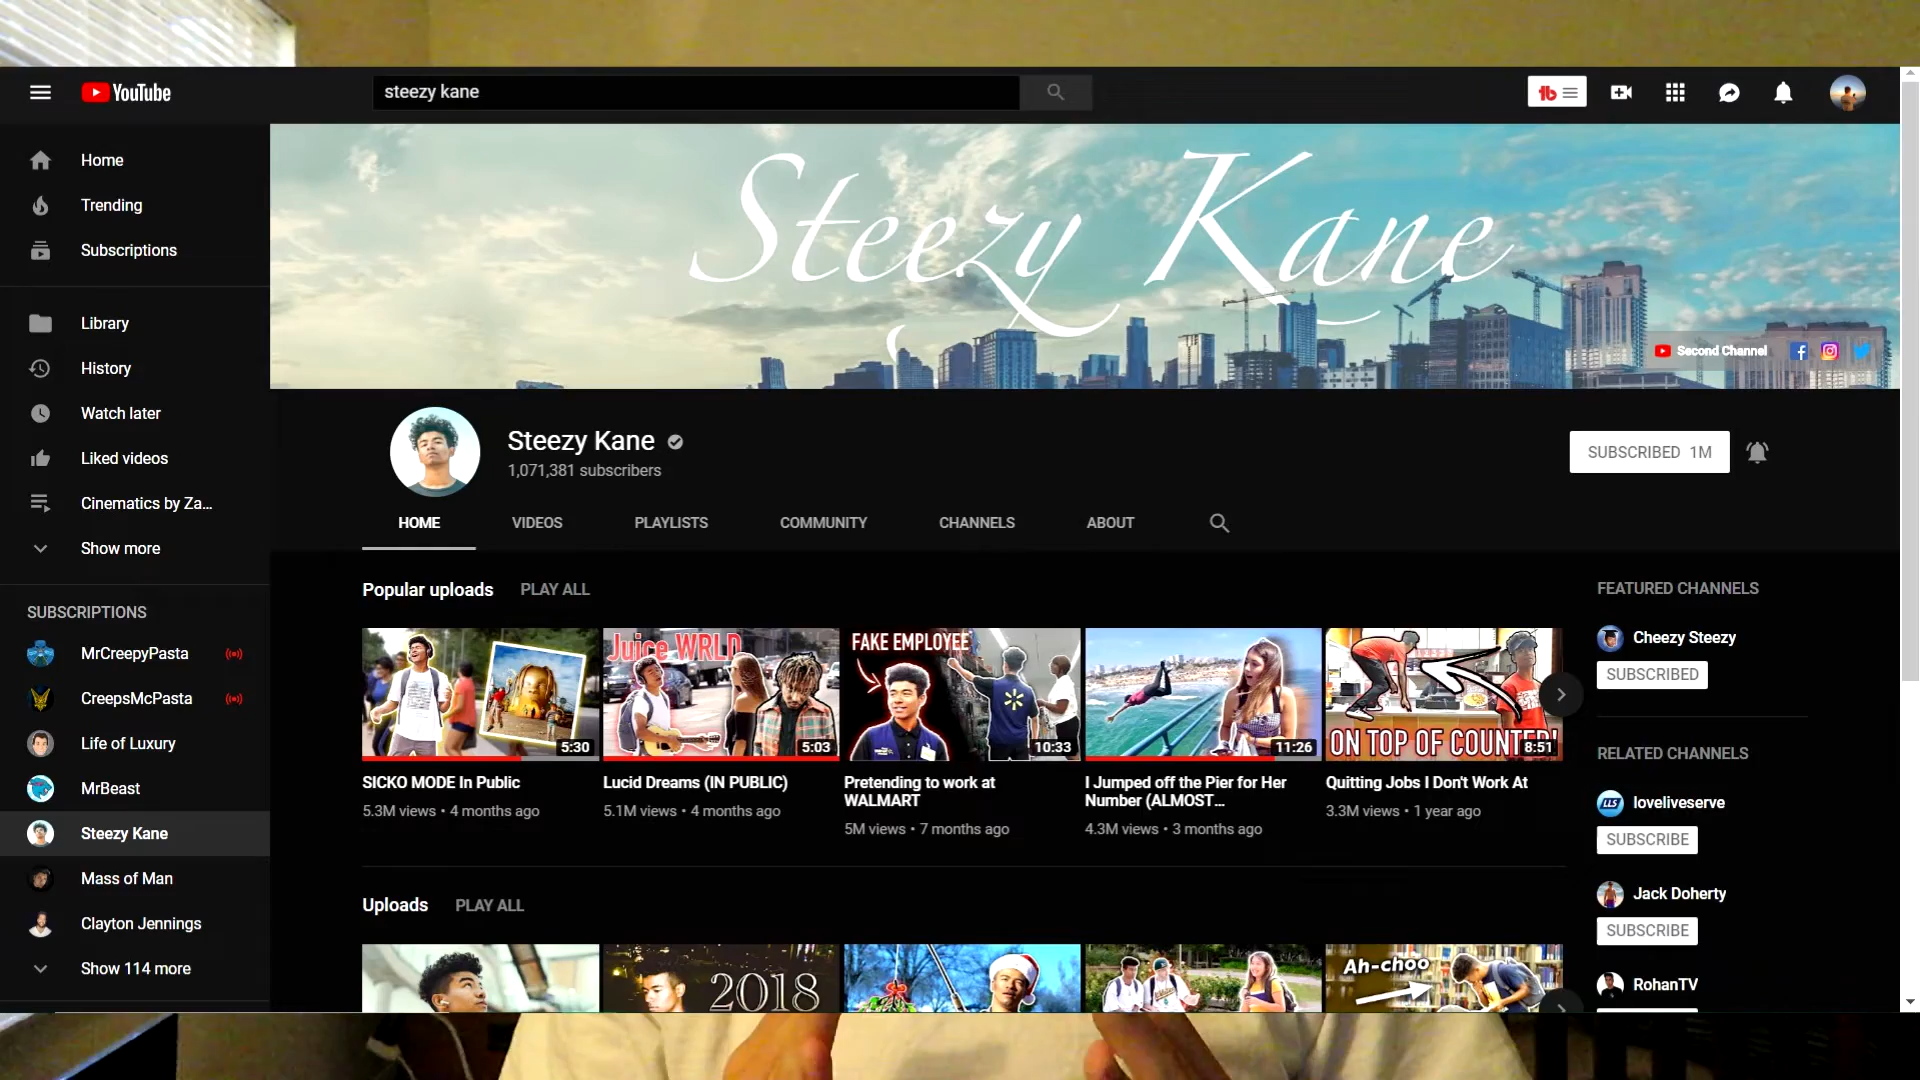 YouTube
steezy kane
Home
Trending
Subscriptions
Library
History
Watch later
Liked videos
Cinematics by Za...
Show more
SUBSCRIPTIONS
MrCreepyPasta
CreepsMcPasta
Life of Luxury
MrBeast
Steezy Kane
Mass of Man
Clayton Jennings
Show 114 more
Steezy Kane
Second Channel
Steezy Kane
1,071,381 subscribers
SUBSCRIBED 1M
HOME VIDEOS PLAYLISTS COMMUNITY CHANNELS ABOUT
Popular uploads PLAY ALL
5:30
SICKO MODE In Public
5.3M views • 4 months ago
Juice WRLD
5:03
Lucid Dreams (IN PUBLIC)
5.1M views • 4 months ago
FAKE EMPLOYEE
10:33
Pretending to work at
WALMART
5M views • 7 months ago
11:26
I Jumped off the Pier for Her
Number (ALMOST...
4.3M views • 3 months ago
ON TOP OF COUNTER!
8:51
Quitting Jobs I Don't Work At
3.3M views • 1 year ago
Uploads PLAY ALL
2018
Ah-choo
FEATURED CHANNELS
Cheezy Steezy
SUBSCRIBED
RELATED CHANNELS
LLS
loveliveserve
SUBSCRIBE
Jack Doherty
SUBSCRIBE
RohanTV